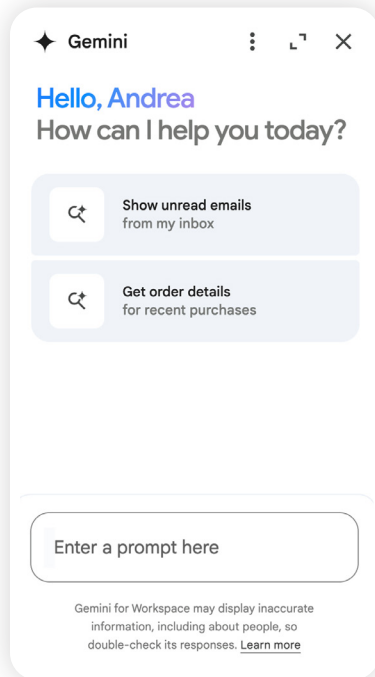 Gemini
Hello, Andrea
How can I help you today?
Show unread emails
from my inbox
Get order details
for recent purchases
Enter a prompt here
Gemini for Workspace may display inaccurate
information, including about people, so
double-check its responses. Learn more